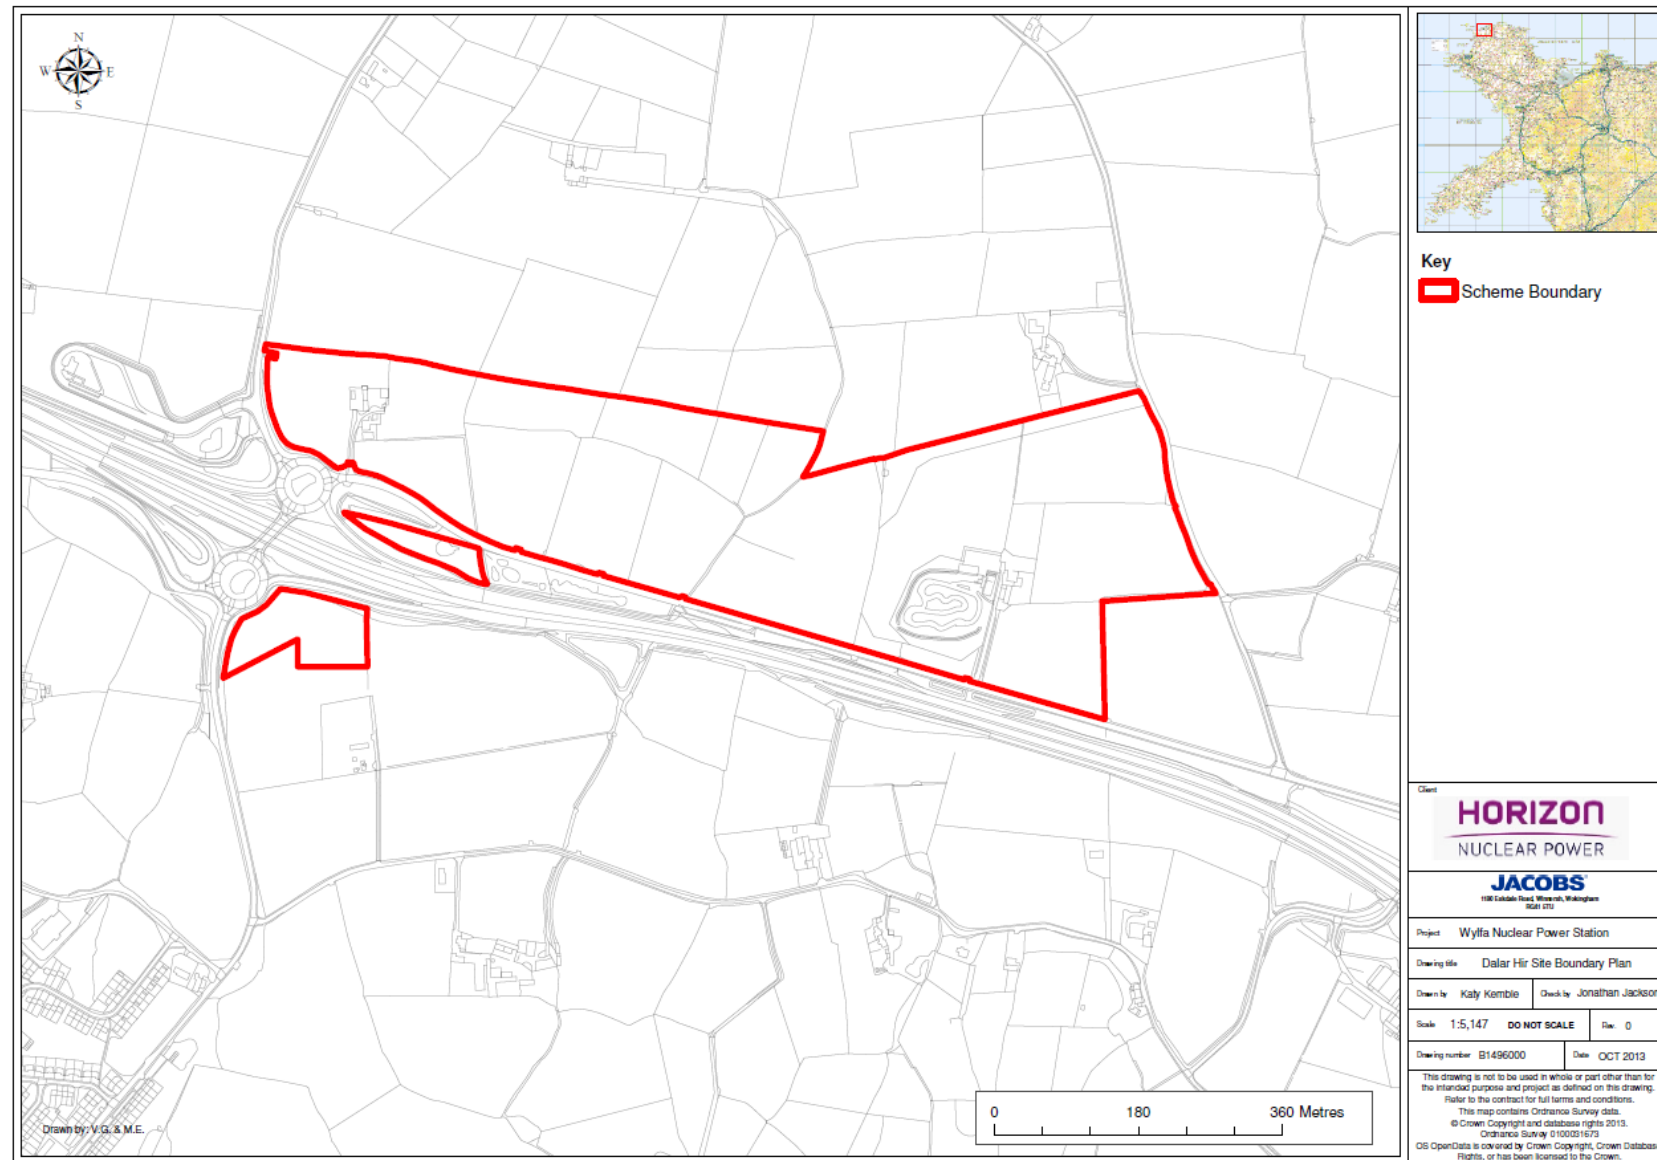 N
W E
S
Key
Scheme Boundary
Client
HORIZON
NUCLEAR POWER
JACOBS
Project Wylfa Nuclear Power Station
Drawing title Dalar Hir Site Boundary Plan
Drawn by Katy Kemble Check by Jonathan Jackson
Scale 1:5,147 DO NOT SCALE Rev. 0
Drawing number B1496000 Date OCT 2013
This drawing is not to be used in whole or part other than for
the intended purpose and project as defined on this drawing.
Refer to the contract for full terms and conditions.
This map contains Ordnance Survey data.
© Crown Copyright and database rights 2013.
Ordnance Survey 0100031673
OS OpenData is covered by Crown Copyright, Crown Database
Rights, or has been licensed to the Crown.
0 180 360 Metres
Drawn by: V.G. & M.E.